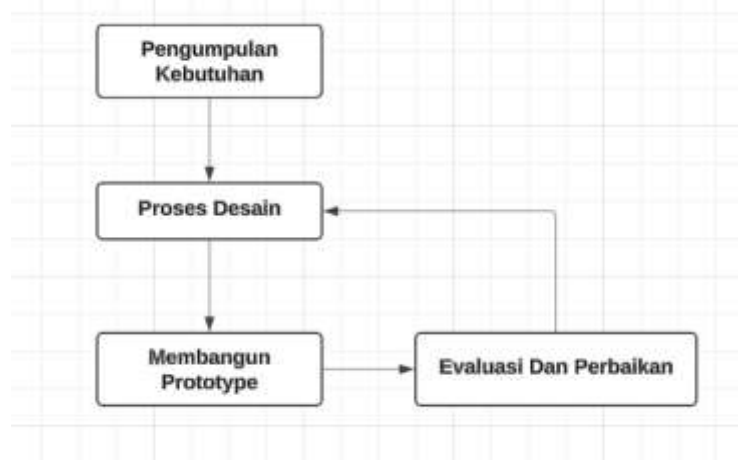 Pengumpulan
Kebutuhan
Proses Desain
Membangun
Prototype
Evaluasi Dan Perbaikan